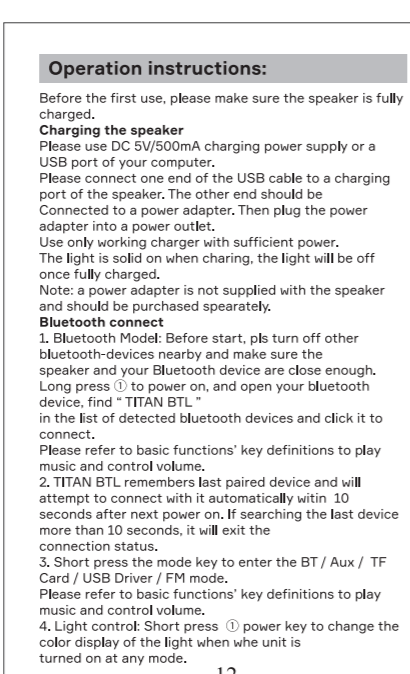 Operation instructions:
Before the first use, please make sure the speaker is fully
charged.
Charging the speaker
Please use DC 5V/500mA charging power supply or a
USB port of your computer.
Please connect one end of the USB cable to a charging
port of the speaker. The other end should be
Connected to a power adapter. Then plug the power
adapter into a power outlet.
Use only working charger with sufficient power.
The light is solid on when charing, the light will be off
once fully charged.
Note: a power adapter is not supplied with the speaker
and should be purchased spearately.
Bluetooth connect
1. Bluetooth Model: Before start, pls turn off other
bluetooth-devices nearby and make sure the
speaker and your Bluetooth device are close enough.
Long press ① to power on, and open your bluetooth
device, find “ TITAN BTL ”
in the list of detected bluetooth devices and click it to
connect.
Please refer to basic functions’ key definitions to play
music and control volume.
2. TITAN BTL remembers last paired device and will
attempt to connect with it automatically witin 10
seconds after next power on. If searching the last device
more than 10 seconds, it will exit the
connection status.
3. Short press the mode key to enter the BT / Aux / TF
Card / USB Driver / FM mode.
Please refer to basic functions’ key definitions to play
music and control volume.
4. Light control: Short press ① power key to change the
color display of the light when whe unit is
turned on at any mode.
12